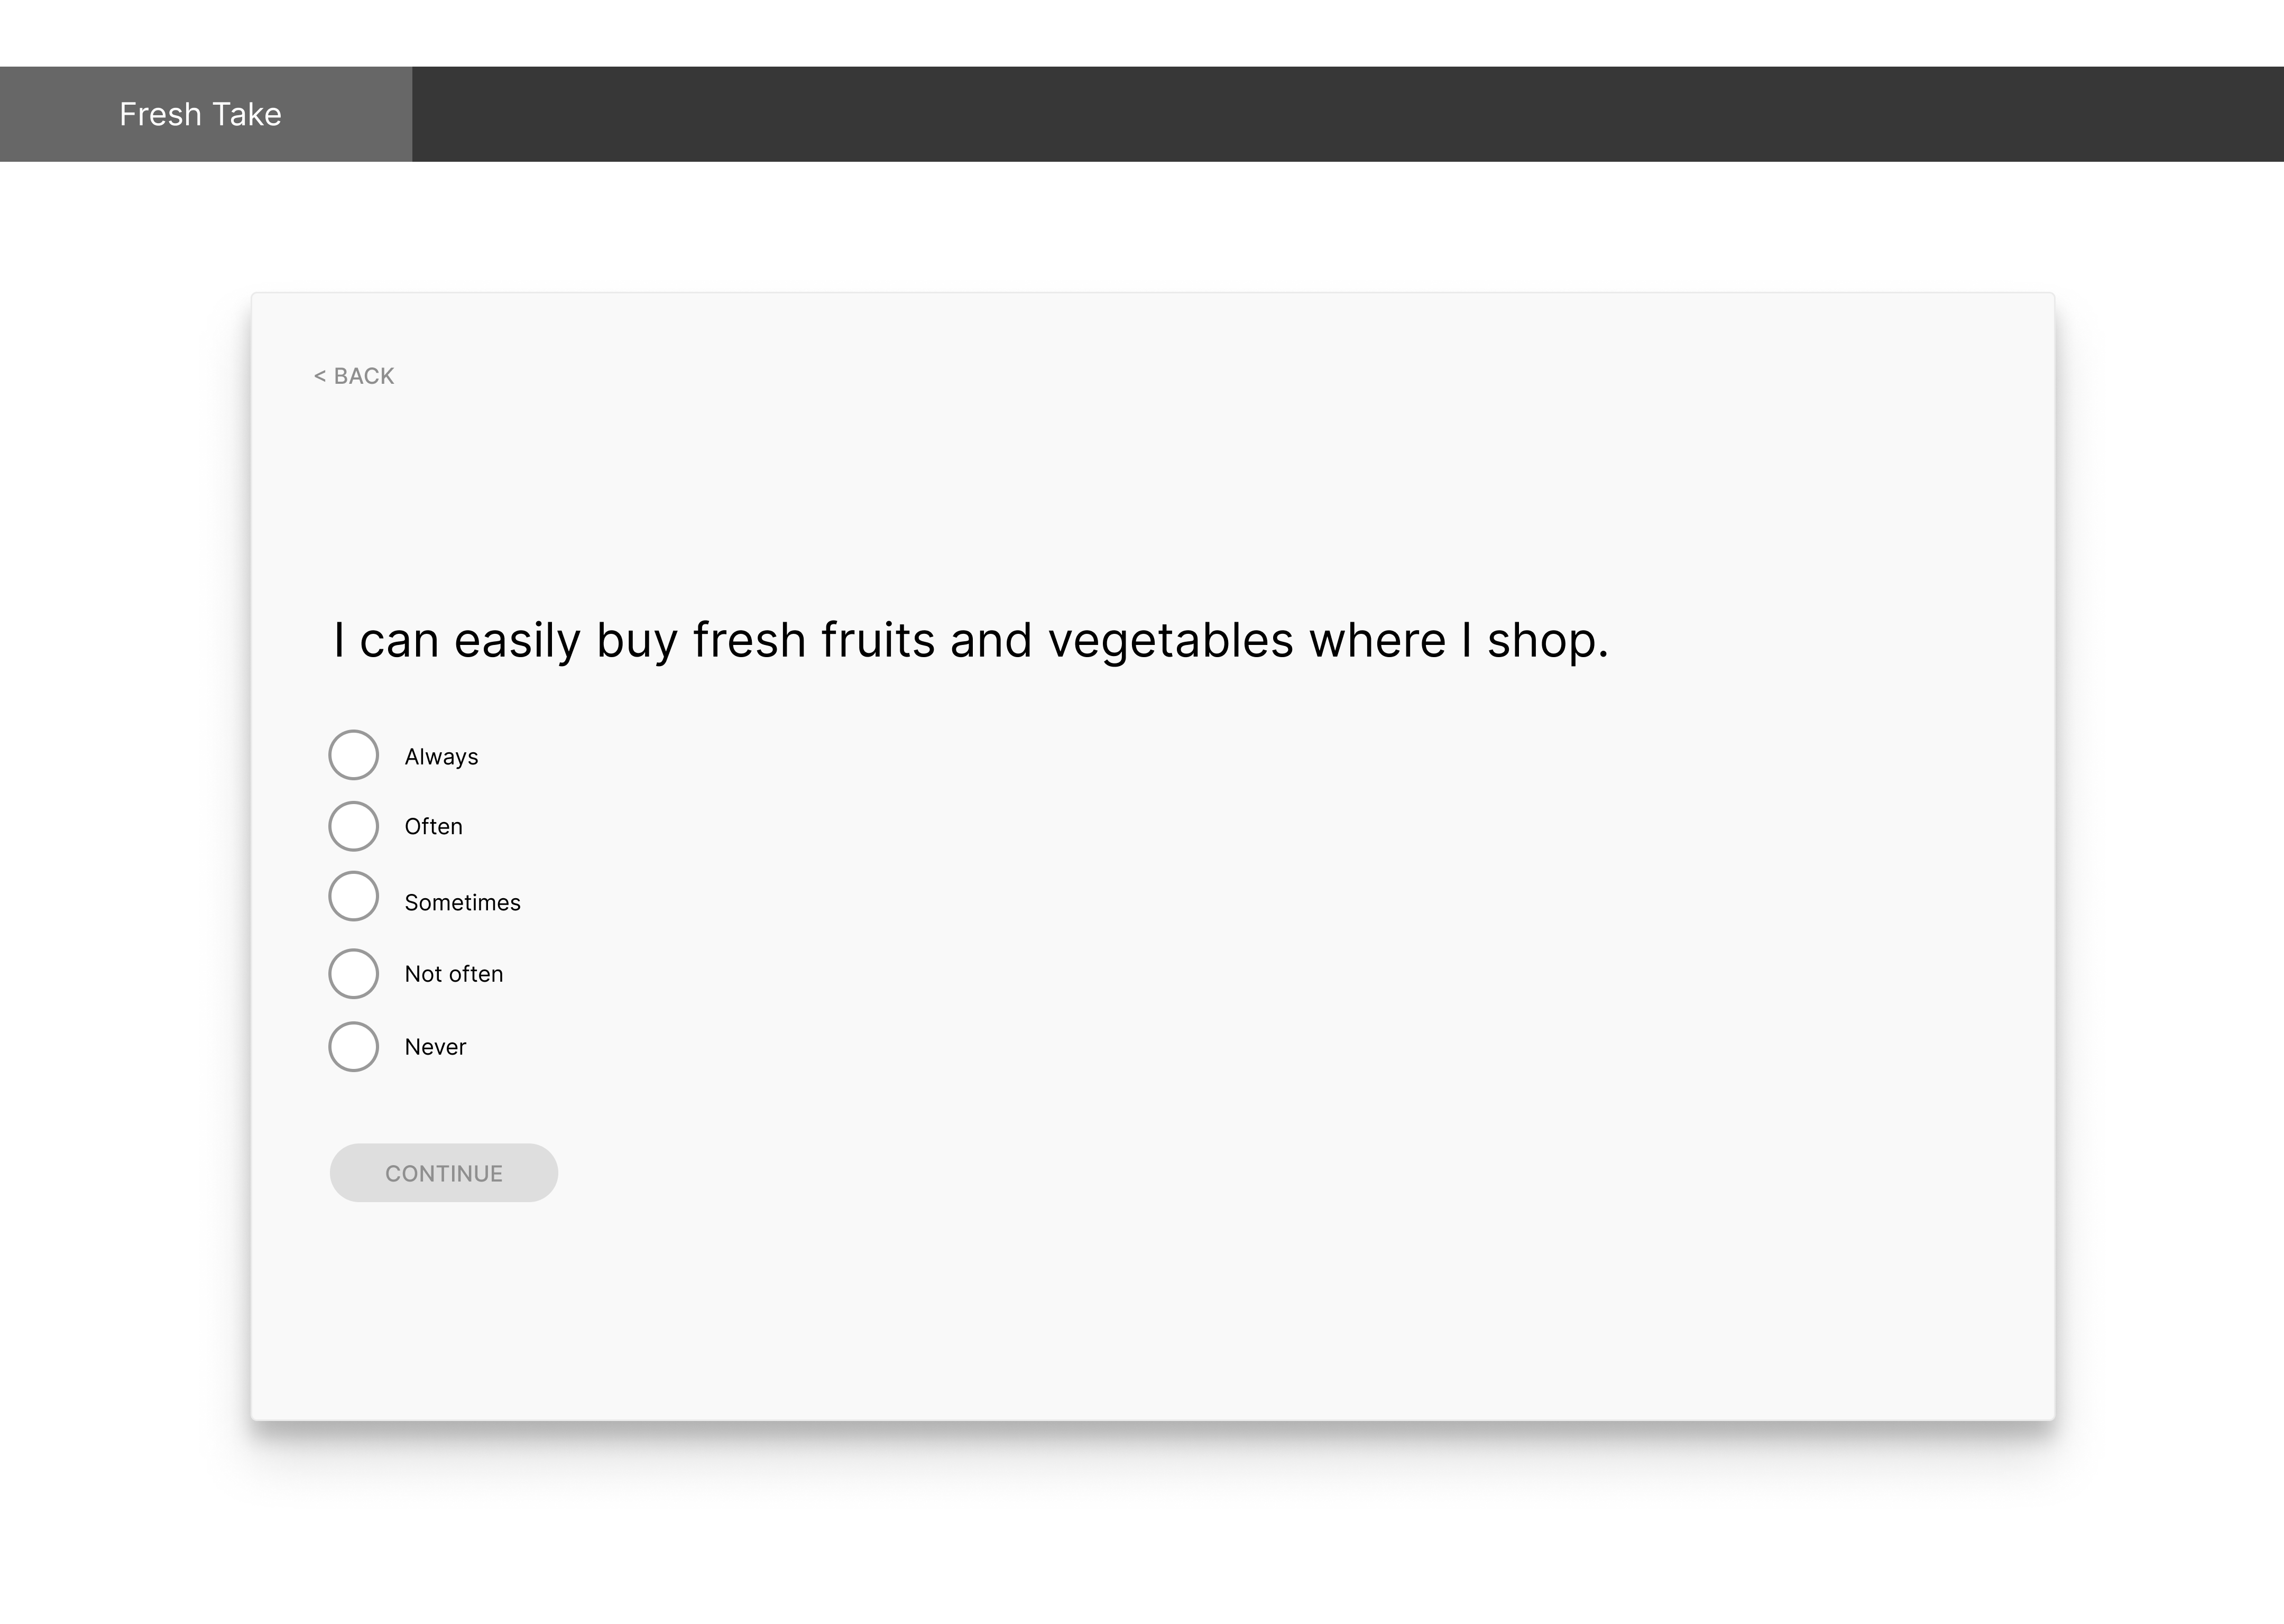 Fresh Take
< BACK
I can easily buy fresh fruits and vegetables where I shop.
Always
Often
Sometimes
Not often
Never
CONTINUE